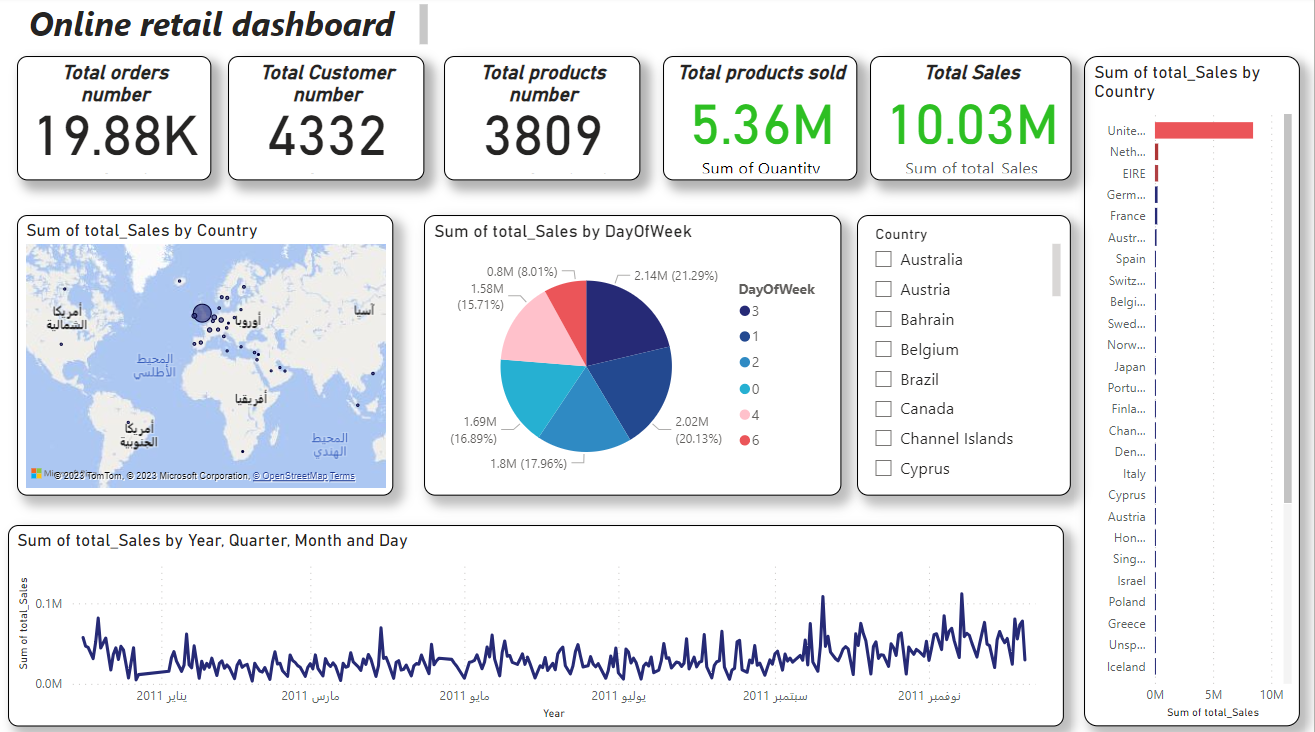 Online retail dashboard
Total orders
number
19.88K
Total Customer
number
4332
Total products
number
3809
Total products sold
5.36M
Sum of Quantity
Total Sales
10.03M
Sum of total_Sales
Sum of total_Sales by
Country
Unite...
Neth...
EIRE
Germ...
France
Austr...
Spain
Switz...
Belgi...
Swed...
Norw...
Japan
Portu...
Finla...
Chan...
Den...
Italy
Cyprus
Austria
Hon...
Sing...
Israel
Poland
Greece
Unsp...
Iceland
0M 5M 10M
Sum of total_Sales
Sum of total_Sales by Country
أمريكا
الشمالية
أوروبا
آسيا
المحيط
الأطلسي
أفريقيا
أمريكا
الجنوبية
المحيط
الهندي
© 2023 TomTom, © 2023 Microsoft Corporation, © OpenStreetMap Terms
Sum of total_Sales by DayOfWeek
0.8M (8.01%)
2.14M (21.29%)
1.58M
(15.71%)
1.69M
(16.89%)
2.02M
(20.13%)
1.8M (17.96%)
DayOfWeek
3
1
2
0
4
6
Country
Australia
Austria
Bahrain
Belgium
Brazil
Canada
Channel Islands
Cyprus
Sum of total_Sales by Year, Quarter, Month and Day
Sum of total_Sales
0.1M
0.0M
يناير 2011
مارس 2011
مايو 2011
يوليو 2011
سبتمبر 2011
نوفمبر 2011
Year